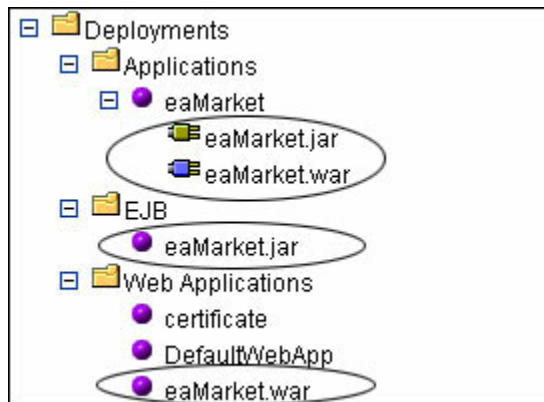 Deployments
Applications
eaMarket
eaMarket.jar
eaMarket.war
EJB
eaMarket.jar
Web Applications
certificate
DefaultWebApp
eaMarket.war